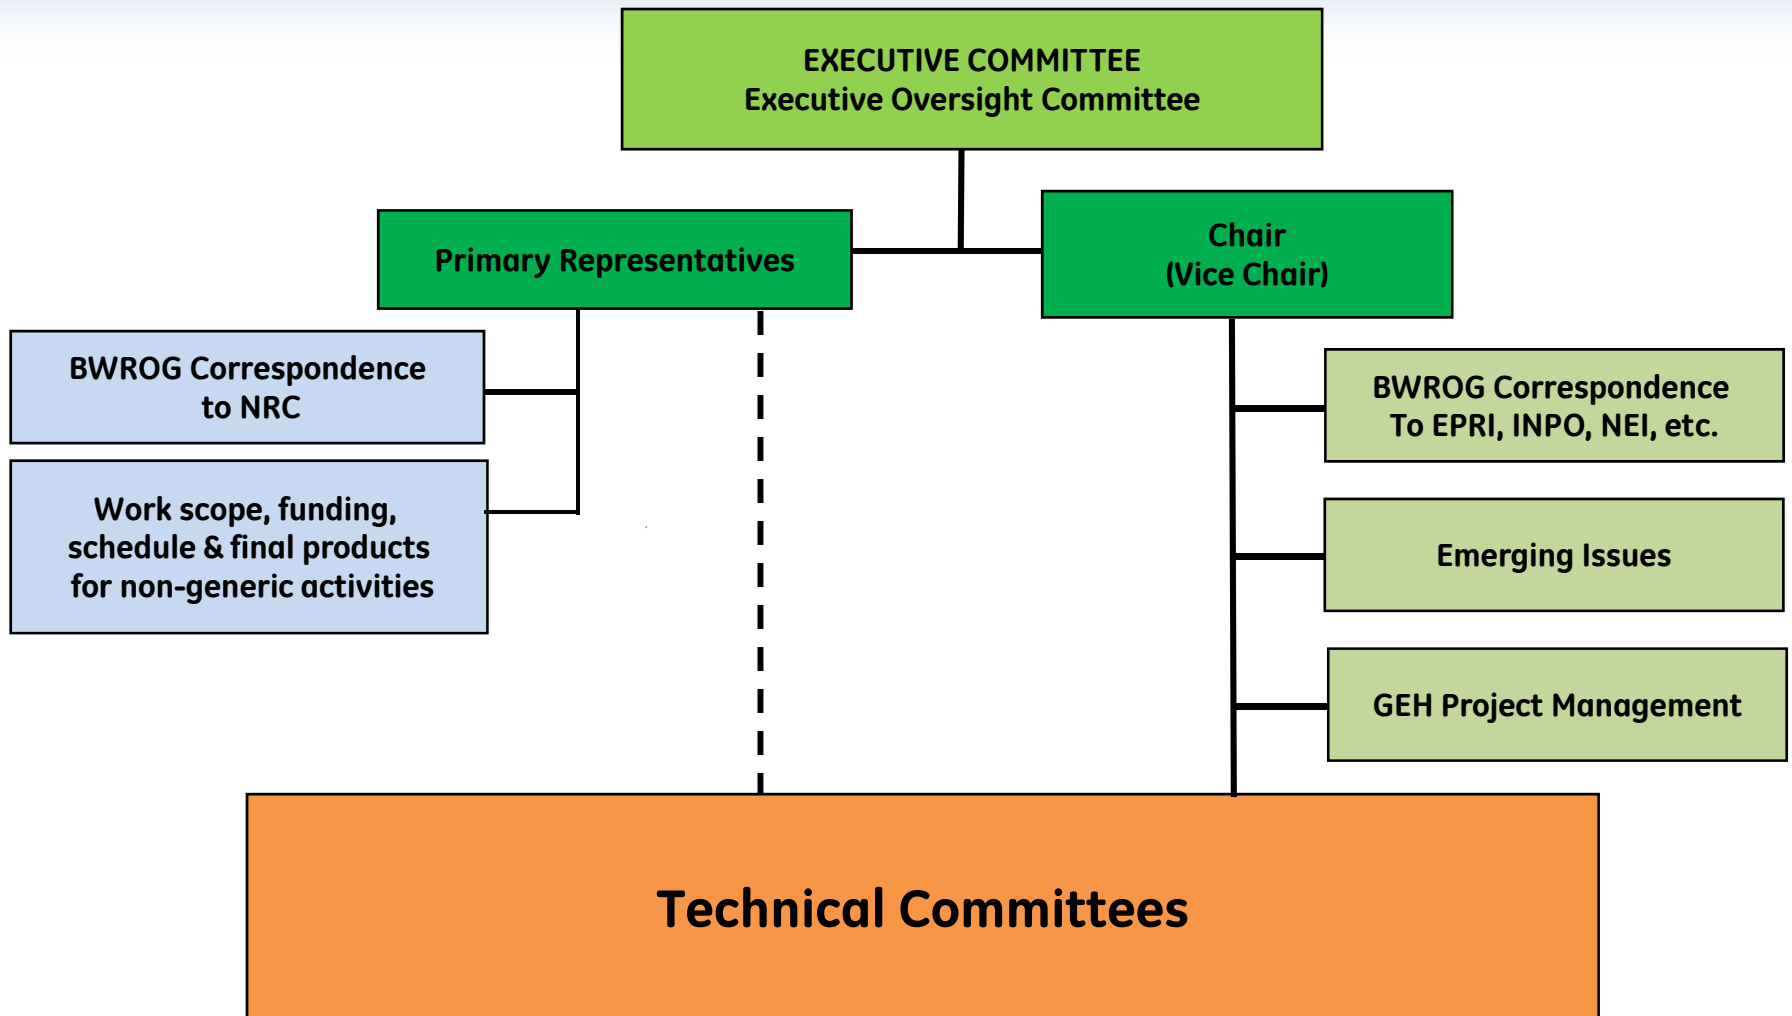 EXECUTIVE COMMITTEE
Executive Oversight Committee
Primary Representatives
Chair
(Vice Chair)
BWROG Correspondence
to NRC
Work scope, funding,
schedule & final products
for non-generic activities
BWROG Correspondence
To EPRI, INPO, NEI, etc.
Emerging Issues
GEH Project Management
Technical Committees